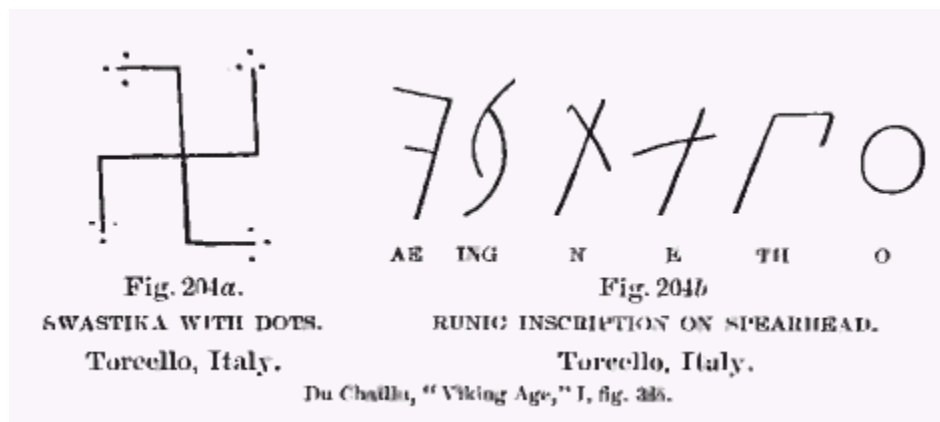 AE ING N E TH O
Fig. 204a.
SWASTIKA WITH DOTS.
Torcello, Italy.
Fig. 204b
RUNIC INSCRIPTION ON SPEARHEAD.
Torcello, Italy.
Du Chaillu, “Viking Age,” I, fig.